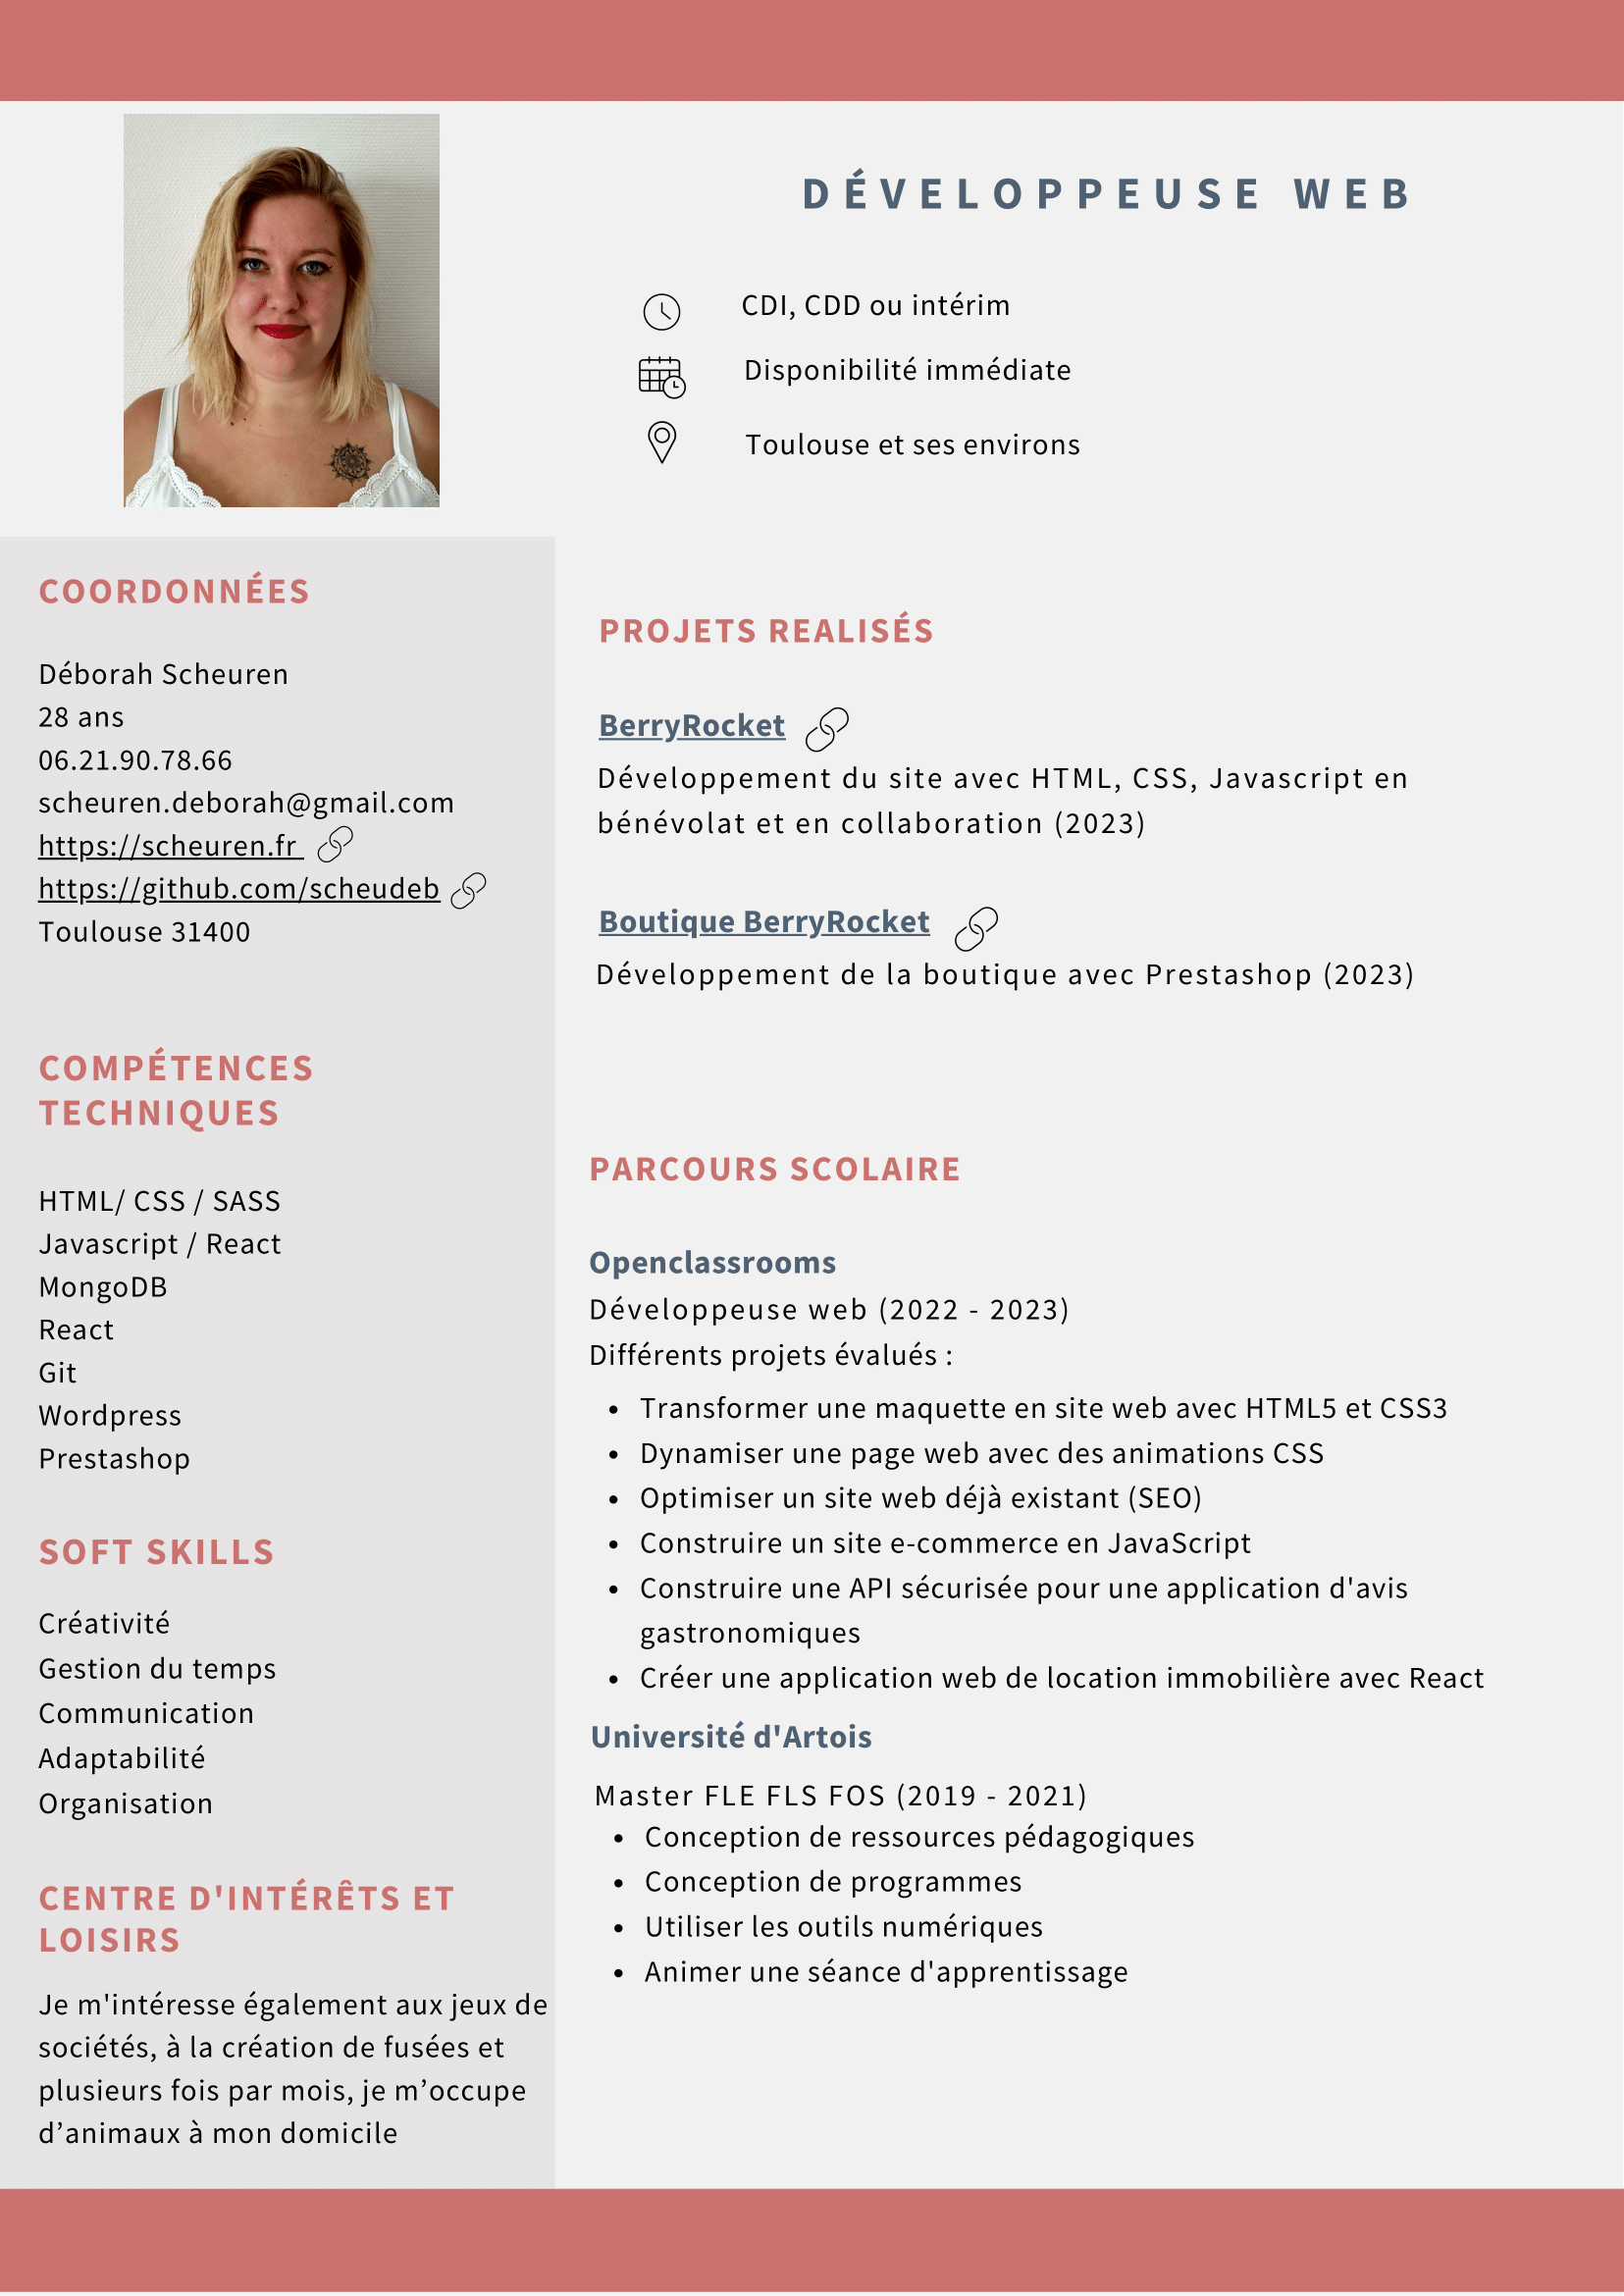 DÉVELOPPEUSE WEB
CDI, CDD ou intérim
Disponibilité immédiate
Toulouse et ses environs
COORDONNÉES
Déborah Scheuren
28 ans
06.21.90.78.66
scheuren.deborah@gmail.com
https://scheuren.fr
https://github.com/scheudeb
Toulouse 31400
COMPÉTENCES
TECHNIQUES
HTML/ CSS / SASS
Javascript / React
MongoDB
React
Git
Wordpress
Prestashop
SOFT SKILLS
Créativité
Gestion du temps
Communication
Adaptabilité
Organisation
CENTRE D'INTÉRÊTS ET
LOISIRS
Je m'intéresse également aux jeux de
sociétés, à la création de fusées et
plusieurs fois par mois, je m’occupe
d’animaux à mon domicile
PROJETS REALISÉS
BerryRocket
Développement du site avec HTML, CSS, Javascript en
bénévolat et en collaboration (2023)
Boutique BerryRocket
Développement de la boutique avec Prestashop (2023)
PARCOURS SCOLAIRE
Openclassrooms
Développeuse web (2022 - 2023)
Différents projets évalués :
• Transformer une maquette en site web avec HTML5 et CSS3
• Dynamiser une page web avec des animations CSS
• Optimiser un site web déjà existant (SEO)
• Construire un site e-commerce en JavaScript
• Construire une API sécurisée pour une application d'avis
gastronomiques
• Créer une application web de location immobilière avec React
Université d'Artois
Master FLE FLS FOS (2019 - 2021)
• Conception de ressources pédagogiques
• Conception de programmes
• Utiliser les outils numériques
• Animer une séance d'apprentissage